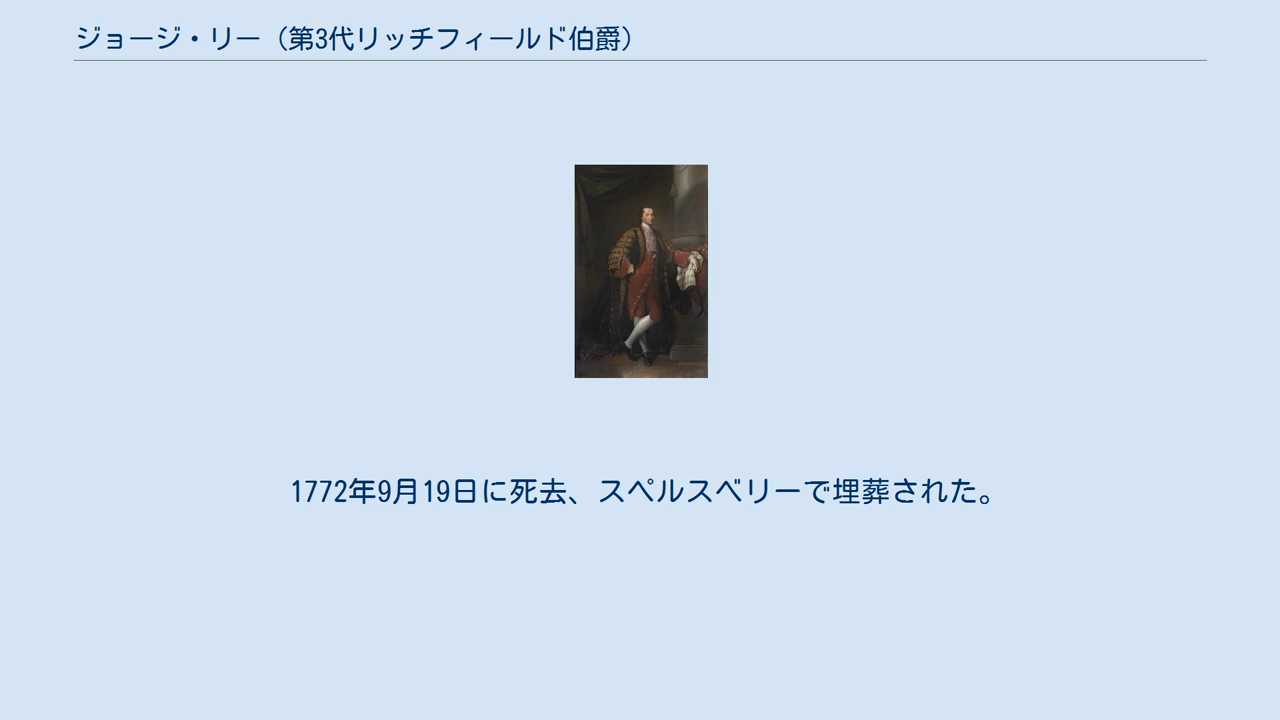 ジョージ・リー（第3代リッチフィールド伯爵）
1772年9月19日に死去、スペルスベリーで埋葬された。